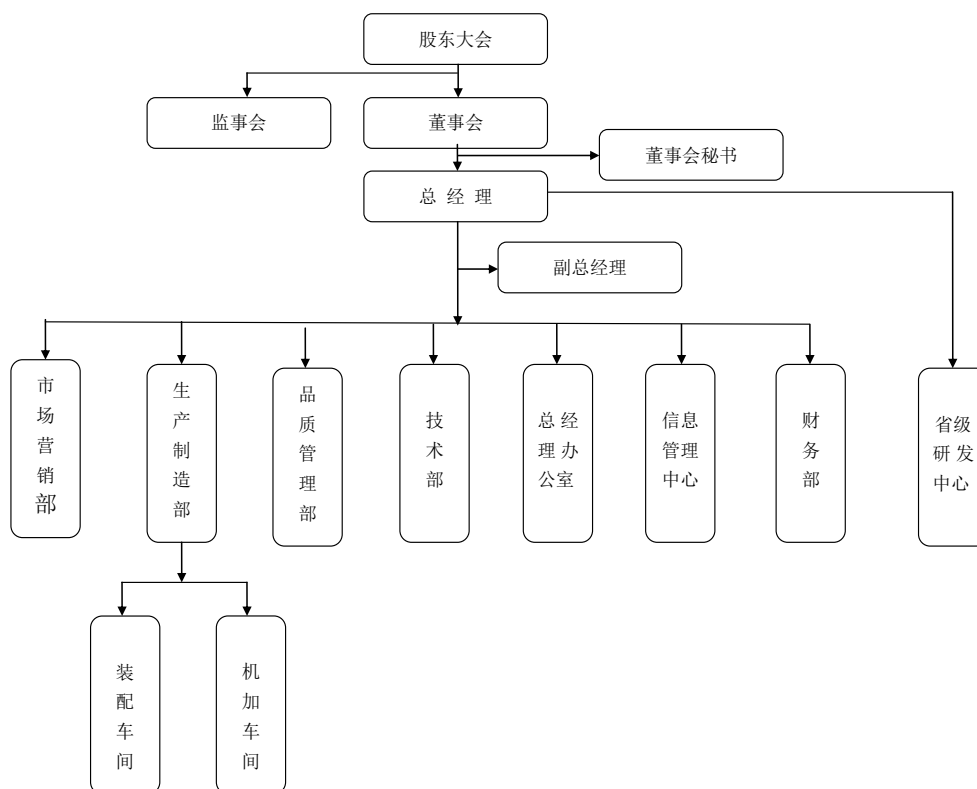 股东大会
监事会
董事会
董事会秘书
总 经 理
副总经理
市
场
营
销
部
生
产
制
造
部
品
质
管
理
部
技
术
部
总 经
理 办
公室
信息
管理
中心
财
务
部
省级
研 发
中心
装
配
车
间
机
加
车
间